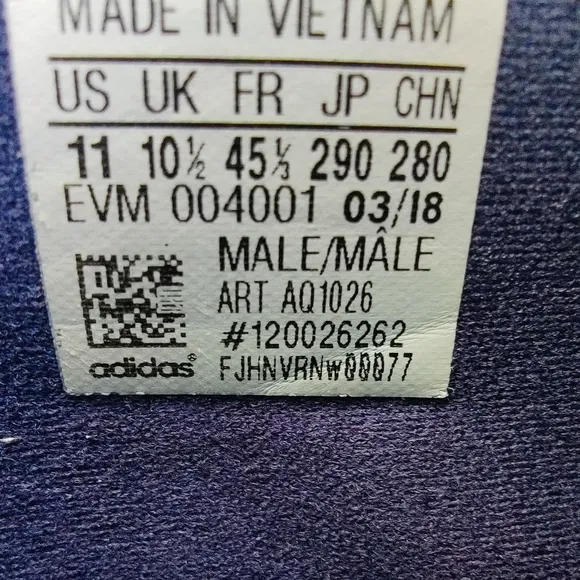 MADE IN VIETNAM
US UK FR JP CHN
11 10½ 45⅓ 290 280
EVM 004001 03/18
MALE/MÂLE
ART AQ1026
#120026262
adidas® FJHNVRNw00077